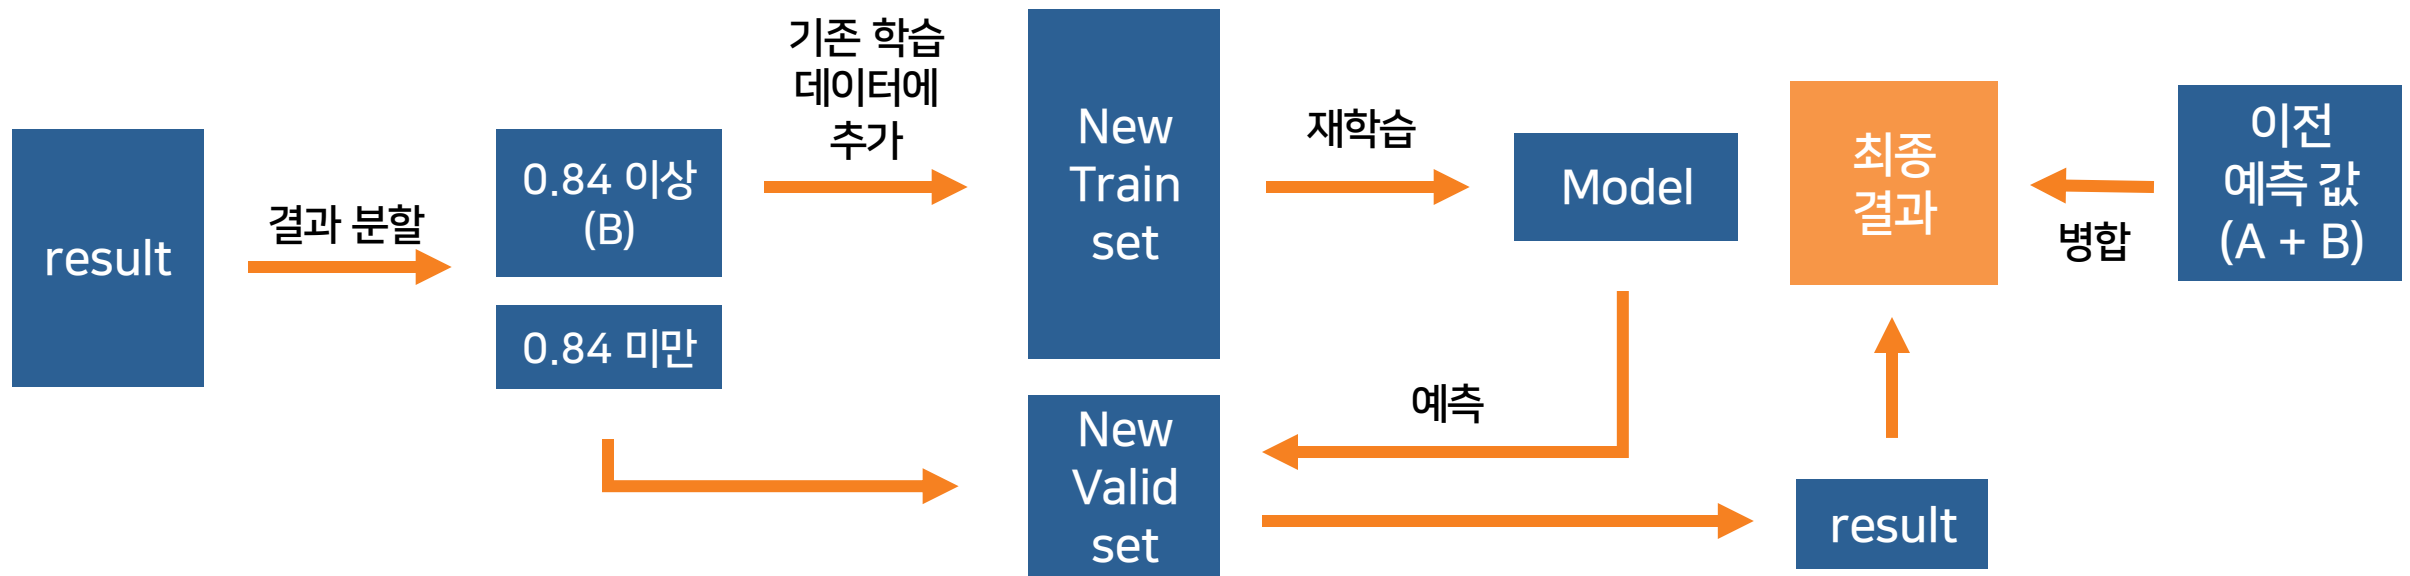 result
결과 분할
0.84 이상
(B)
0.84 미만
기존 학습
데이터에
추가
New
Train
set
New
Valid
set
재학습
Model
예측
result
최종
결과
병합
이전
예측 값
(A + B)